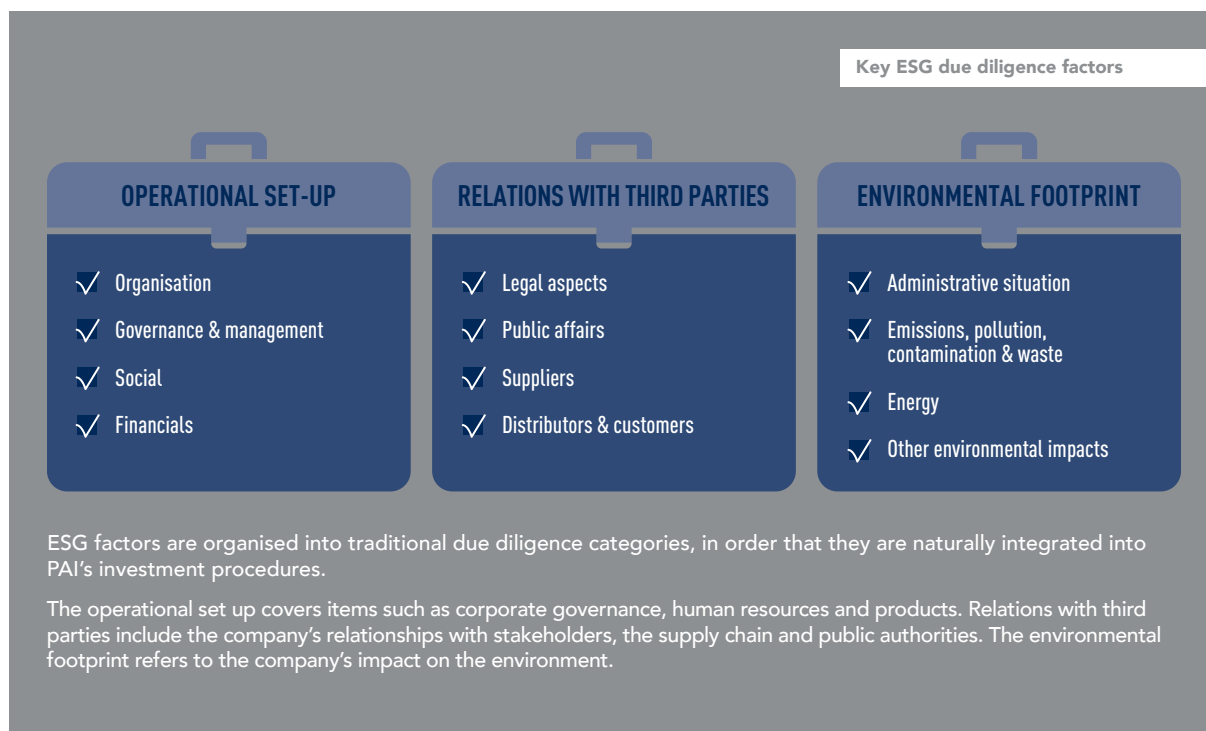 Key ESG due diligence factors
OPERATIONAL SET-UP
Organisation
Governance & management
Social
Financials
RELATIONS WITH THIRD PARTIES
Legal aspects
Public affairs
Suppliers
Distributors & customers
ENVIRONMENTAL FOOTPRINT
Administrative situation
Emissions, pollution,
contamination & waste
Energy
Other environmental impacts
ESG factors are organised into traditional due diligence categories, in order that they are naturally integrated into
PAI’s investment procedures.
The operational set up covers items such as corporate governance, human resources and products. Relations with third
parties include the company’s relationships with stakeholders, the supply chain and public authorities. The environmental
footprint refers to the company’s impact on the environment.